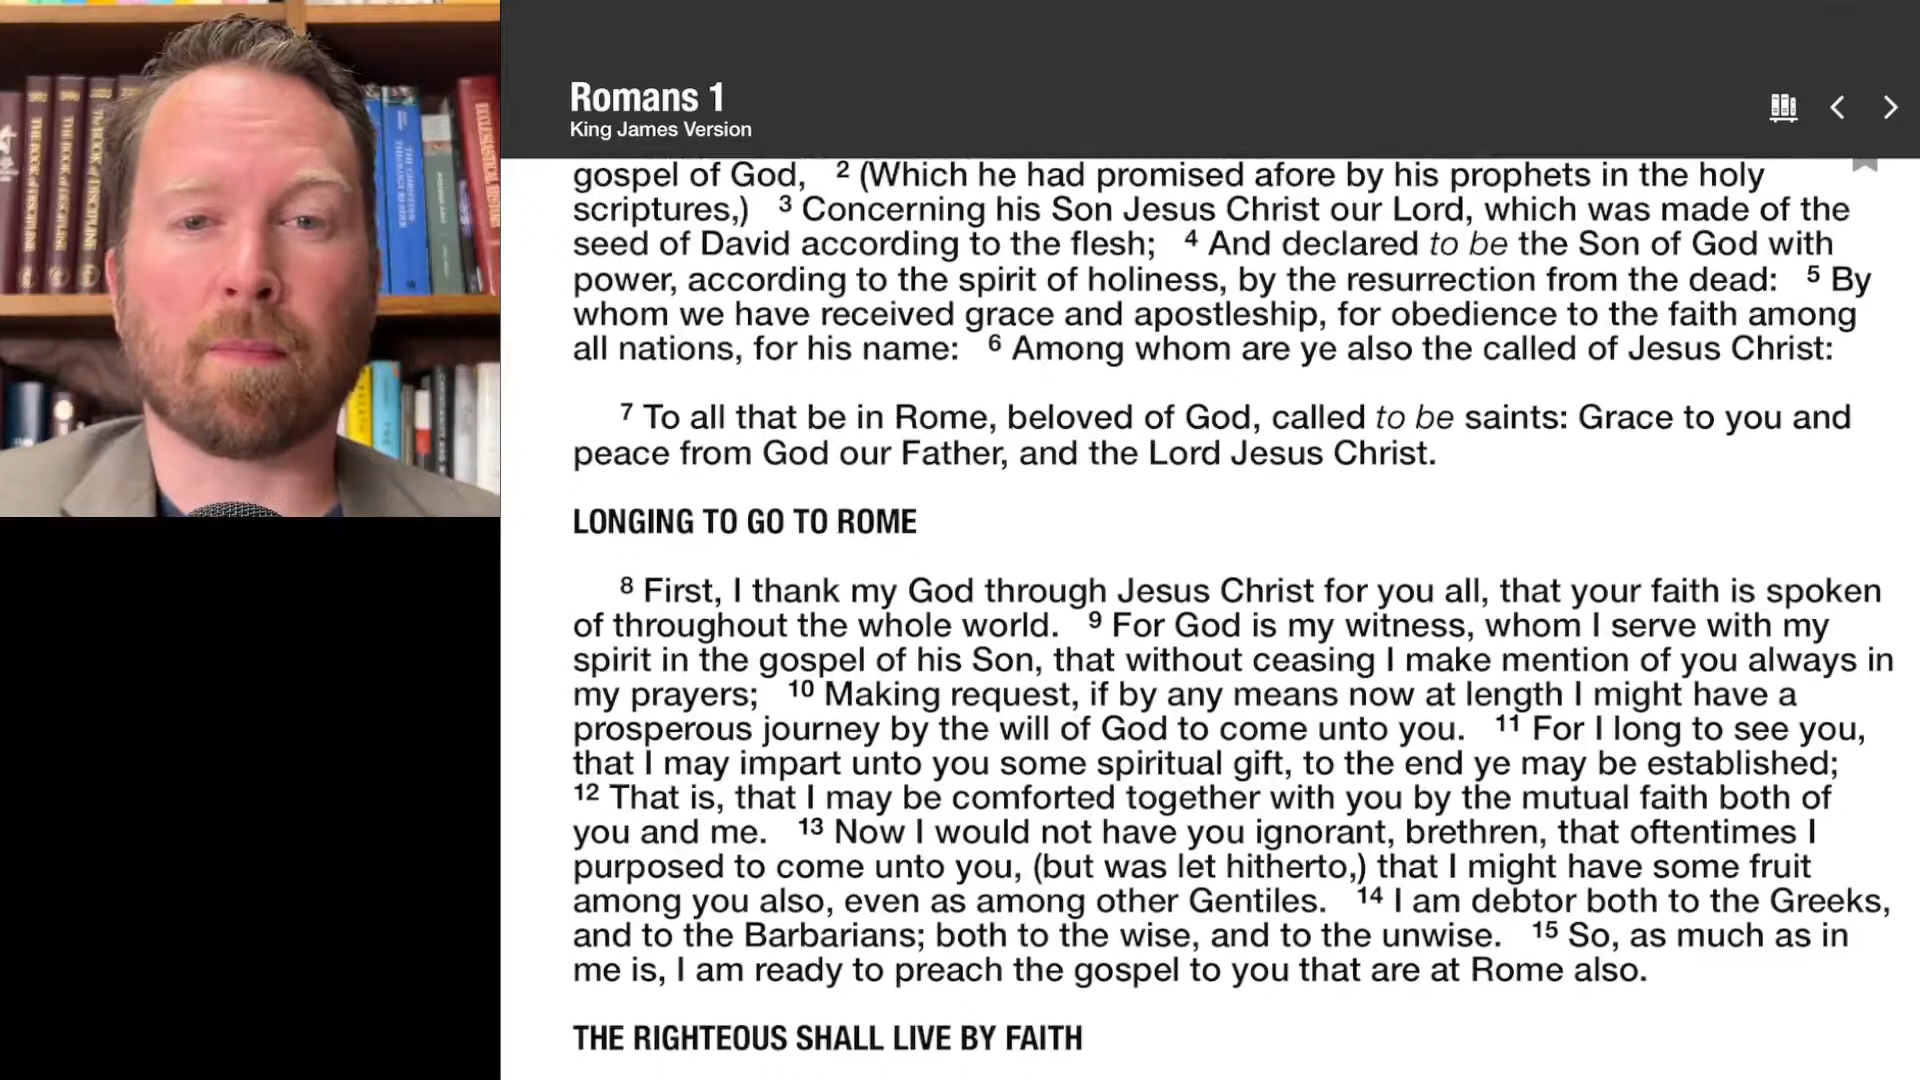 Romans 1
King James Version
gospel of God, 2 (Which he had promised afore by his prophets in the holy
scriptures,) 3 Concerning his Son Jesus Christ our Lord, which was made of the
seed of David according to the flesh; 4 And declared to be the Son of God with
power, according to the spirit of holiness, by the resurrection from the dead: 5 By
whom we have received grace and apostleship, for obedience to the faith among
all nations, for his name: 6 Among whom are ye also the called of Jesus Christ:
7 To all that be in Rome, beloved of God, called to be saints: Grace to you and
peace from God our Father, and the Lord Jesus Christ.
LONGING TO GO TO ROME
8 First, I thank my God through Jesus Christ for you all, that your faith is spoken
of throughout the whole world. 9 For God is my witness, whom I serve with my
spirit in the gospel of his Son, that without ceasing I make mention of you always in
my prayers; 10 Making request, if by any means now at length I might have a
prosperous journey by the will of God to come unto you. 11 For I long to see you,
that I may impart unto you some spiritual gift, to the end ye may be established;
12 That is, that I may be comforted together with you by the mutual faith both of
you and me. 13 Now I would not have you ignorant, brethren, that oftentimes I
purposed to come unto you, (but was let hitherto,) that I might have some fruit
among you also, even as among other Gentiles. 14 I am debtor both to the Greeks,
and to the Barbarians; both to the wise, and to the unwise. 15 So, as much as in
me is, I am ready to preach the gospel to you that are at Rome also.
THE RIGHTEOUS SHALL LIVE BY FAITH
THE BOOK OF DISCIPLINE
THE BOOK OF DISCIPLINE
THE BOOK OF DISCIPLINE